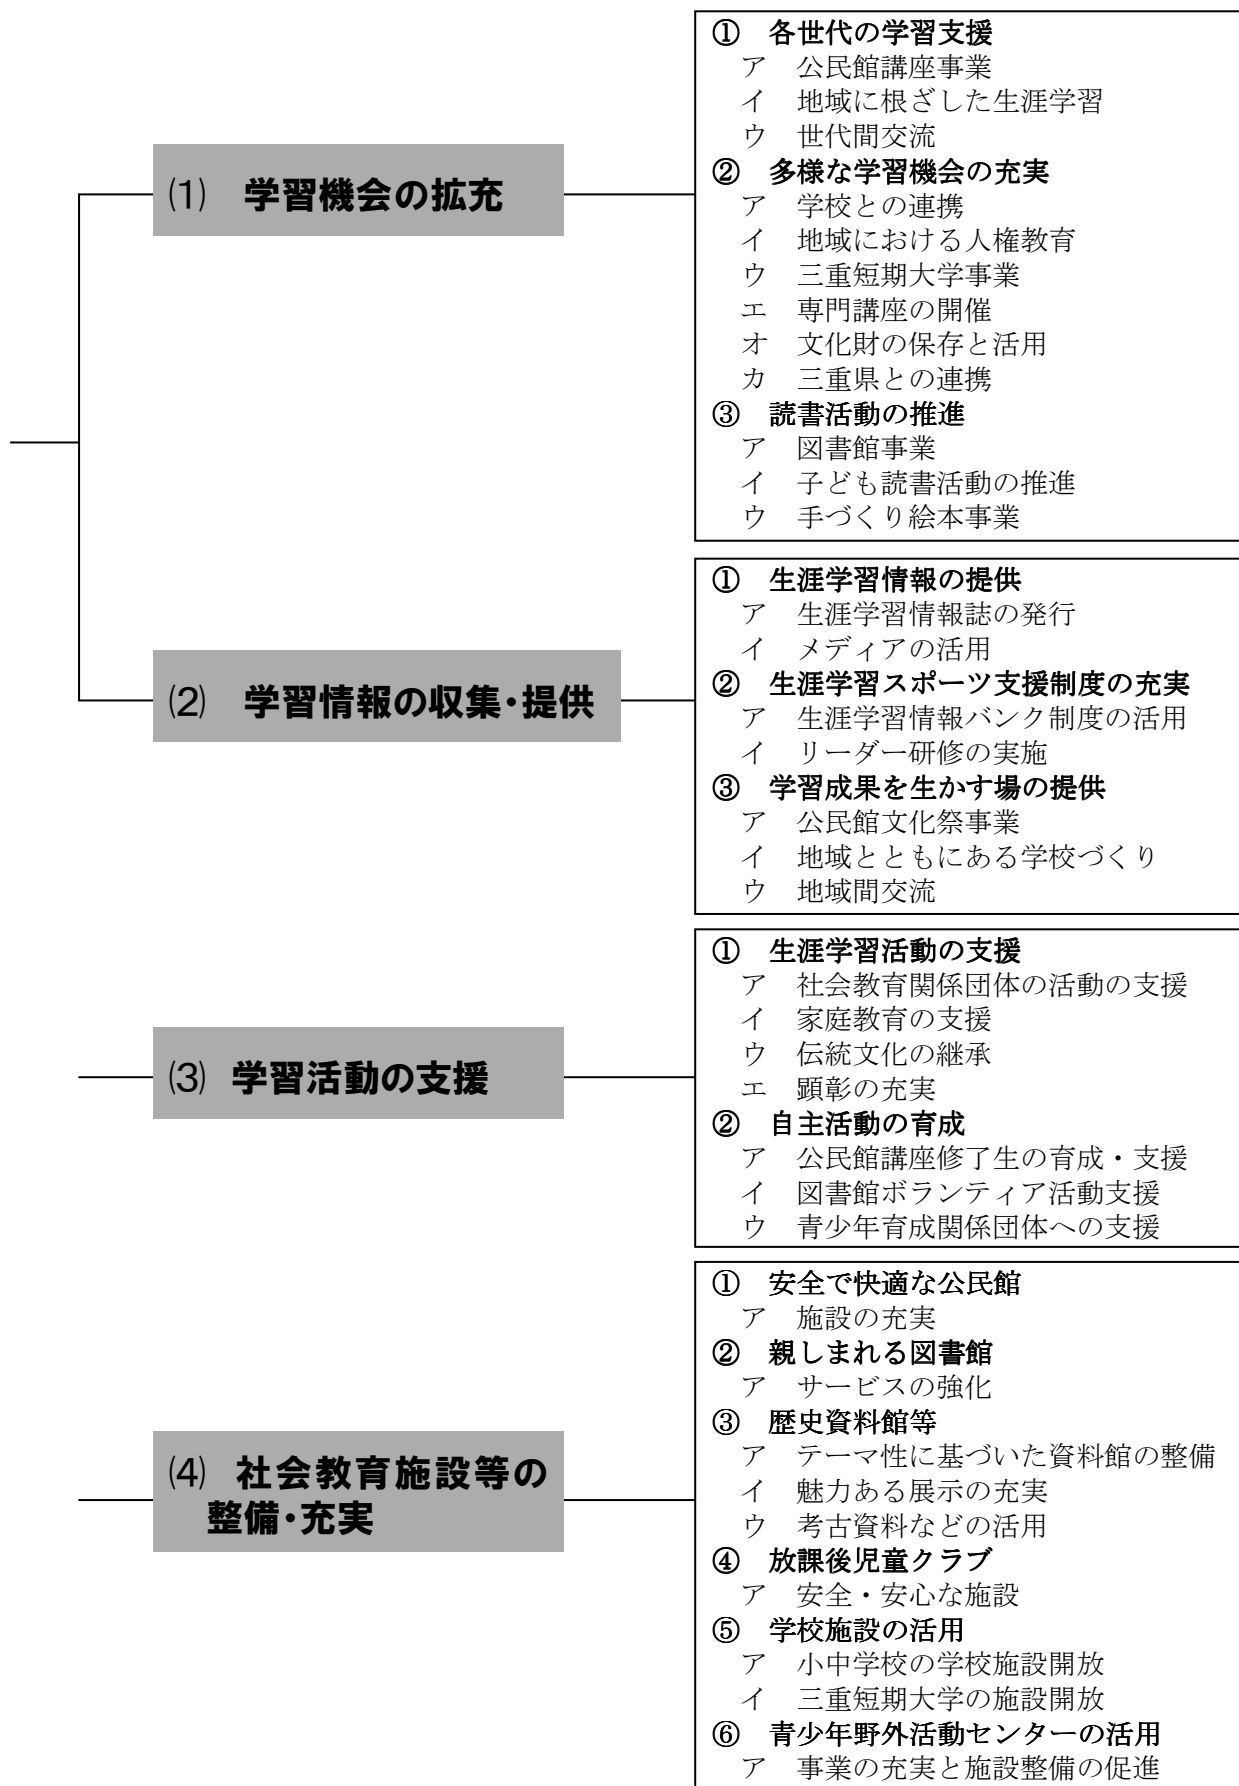 ⑴　学習機会の拡充
①　各世代の学習支援
ア　公民館講座事業
イ　地域に根ざした生涯学習
ウ　世代間交流
②　多様な学習機会の充実
ア　学校との連携
イ　地域における人権教育
ウ　三重短期大学事業
エ　専門講座の開催
オ　文化財の保存と活用
カ　三重県との連携
③　読書活動の推進
ア　図書館事業
イ　子ども読書活動の推進
ウ　手づくり絵本事業
⑵　学習情報の収集・提供
①　生涯学習情報の提供
ア　生涯学習情報誌の発行
イ　メディアの活用
②　生涯学習スポーツ支援制度の充実
ア　生涯学習情報バンク制度の活用
イ　リーダー研修の実施
③　学習成果を生かす場の提供
ア　公民館文化祭事業
イ　地域とともにある学校づくり
ウ　地域間交流
⑶　学習活動の支援
①　生涯学習活動の支援
ア　社会教育関係団体の活動の支援
イ　家庭教育の支援
ウ　伝統文化の継承
エ　顕彰の充実
②　自主活動の育成
ア　公民館講座修了生の育成・支援
イ　図書館ボランティア活動支援
ウ　青少年育成関係団体への支援
⑷　社会教育施設等の
整備・充実
①　安全で快適な公民館
ア　施設の充実
②　親しまれる図書館
ア　サービスの強化
③　歴史資料館等
ア　テーマ性に基づいた資料館の整備
イ　魅力ある展示の充実
ウ　考古資料などの活用
④　放課後児童クラブ
ア　安全・安心な施設
⑤　学校施設の活用
ア　小中学校の学校施設開放
イ　三重短期大学の施設開放
⑥　青少年野外活動センターの活用
ア　事業の充実と施設整備の促進